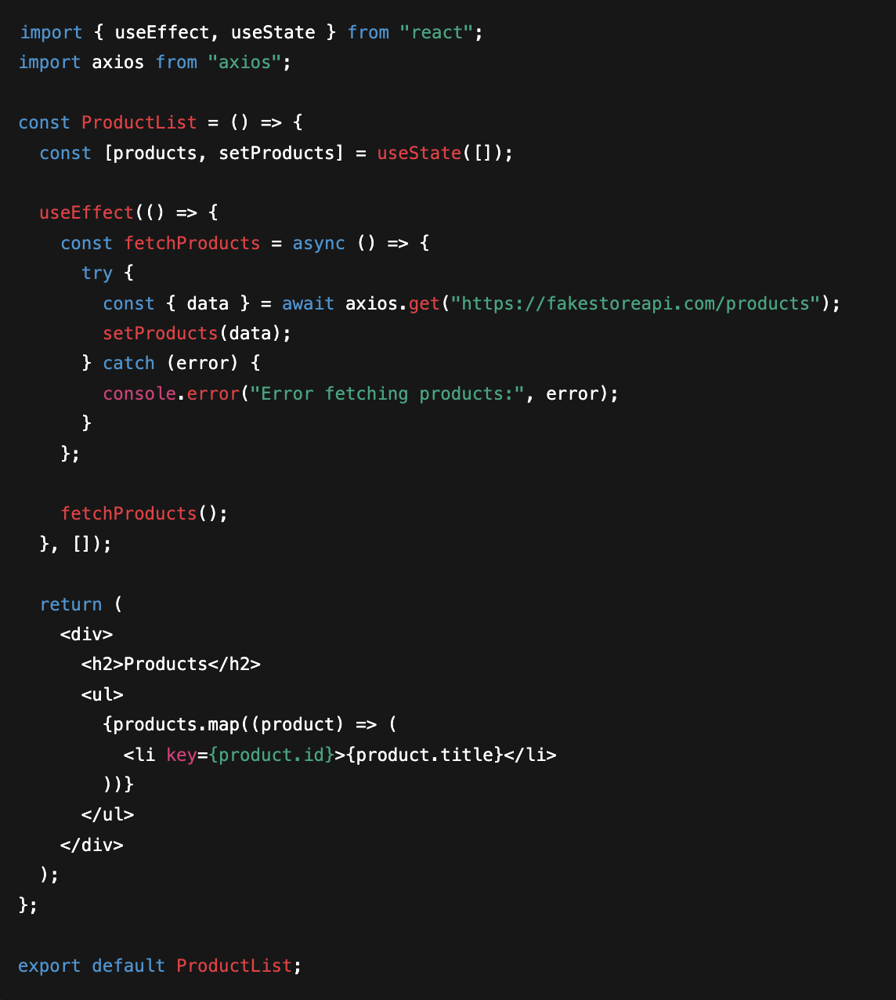 import { useEffect, useState } from "react";
import axios from "axios";

const ProductList = () => {
  const [products, setProducts] = useState([]);

  useEffect(() => {
    const fetchProducts = async () => {
      try {
        const { data } = await axios.get("https://fakestoreapi.com/products");
        setProducts(data);
      } catch (error) {
        console.error("Error fetching products:", error);
      }
    };

    fetchProducts();
  }, []);

  return (
    <div>
      <h2>Products</h2>
      <ul>
        {products.map((product) => (
          <li key={product.id}>{product.title}</li>
        ))}
      </ul>
    </div>
  );
};

export default ProductList;